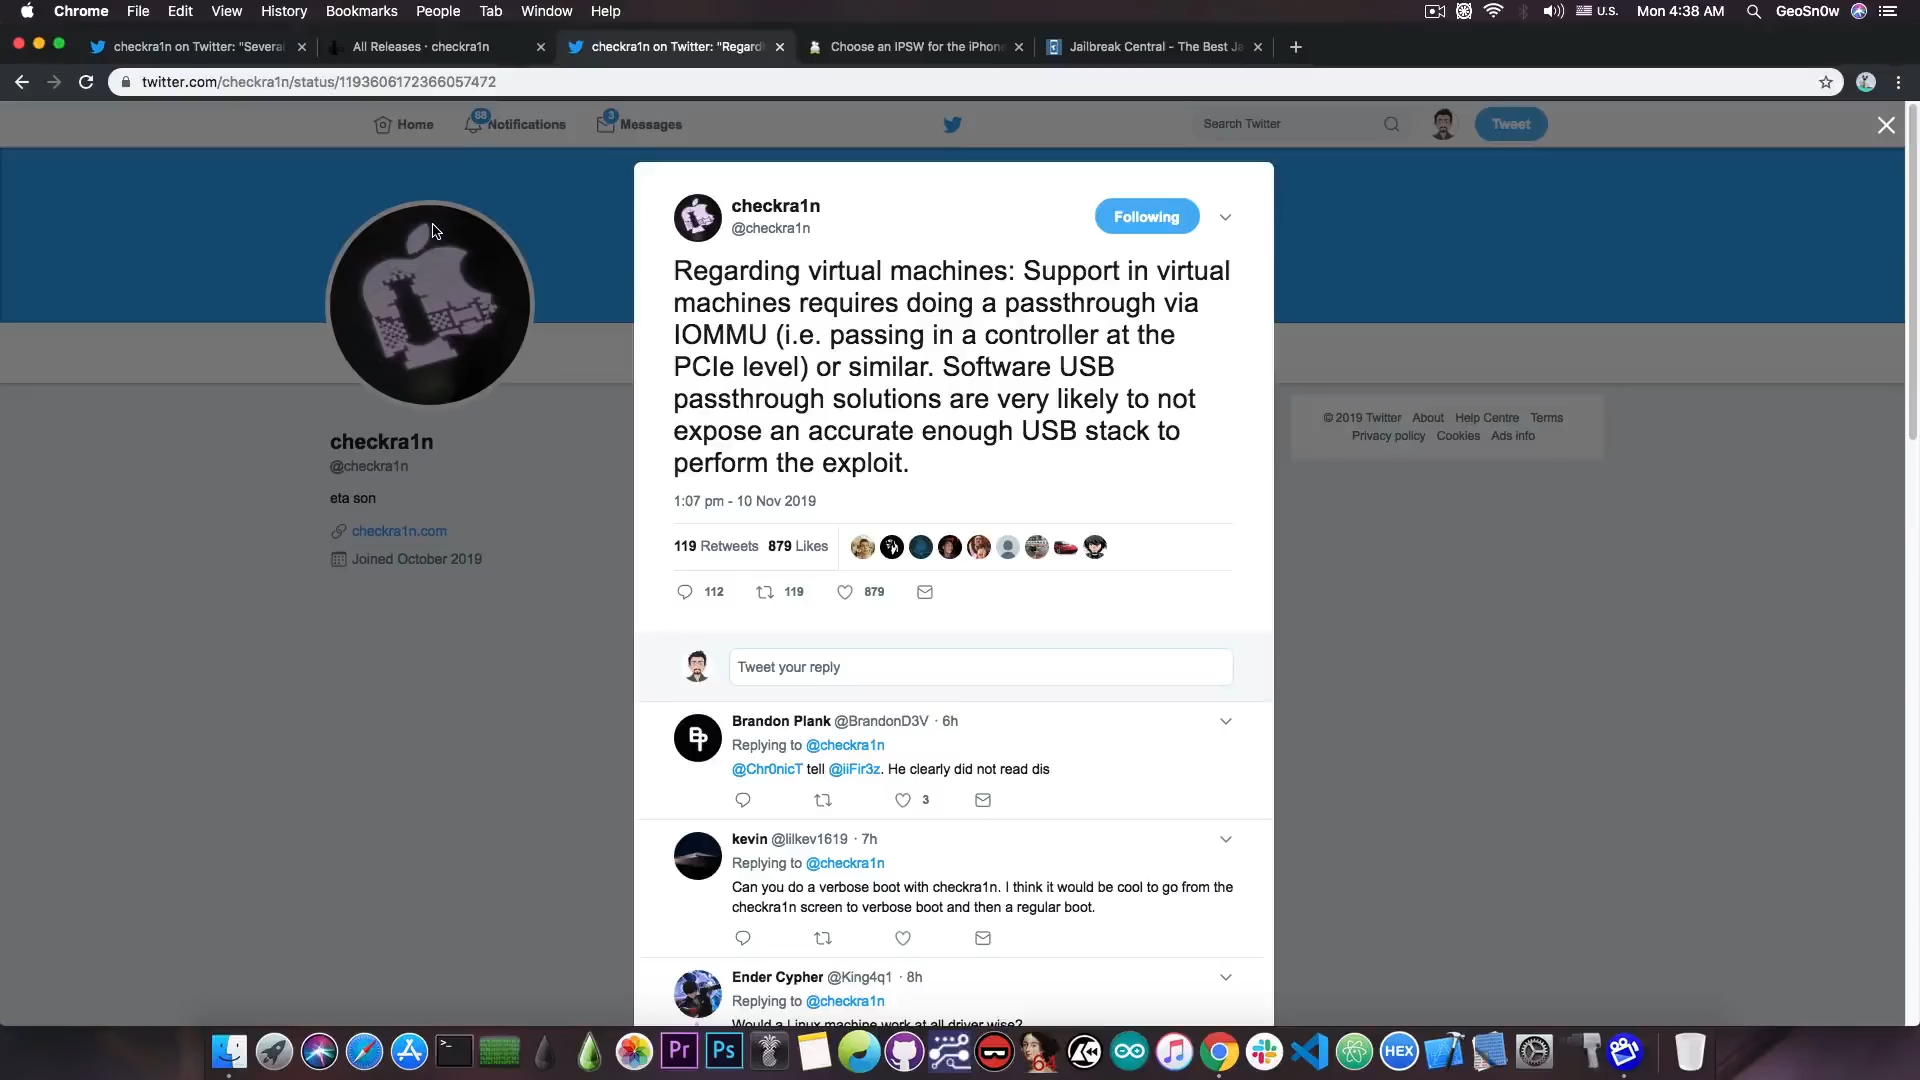 Chrome File Edit View History Bookmarks People Tab Window Help
U.S. Mon 4:38 AM GeoSn0w
checkra1n on Twitter: "Severa
All Releases · checkra1n
checkra1n on Twitter: "Regard
Choose an IPSW for the iPhon
Jailbreak Central - The Best Ja
twitter.com/checkra1n/status/1193606172366057472
Home 68 Notifications 3 Messages
Search Twitter
Tweet
checkra1n
@checkra1n
Following
Regarding virtual machines: Support in virtual
machines requires doing a passthrough via
IOMMU (i.e. passing in a controller at the
PCIe level) or similar. Software USB
passthrough solutions are very likely to not
expose an accurate enough USB stack to
perform the exploit.
1:07 pm - 10 Nov 2019
119 Retweets 879 Likes
112 119 879
Tweet your reply
Brandon Plank @BrandonD3V · 6h
Replying to @checkra1n
@Chr0nicT tell @iiFir3z. He clearly did not read dis
3
kevin @lilkev1619 · 7h
Replying to @checkra1n
Can you do a verbose boot with checkra1n. I think it would be cool to go from the
checkra1n screen to verbose boot and then a regular boot.
Ender Cypher @King4q1 · 8h
Replying to @checkra1n
Would a Linux machine work at all driver wise?
checkra1n
@checkra1n
eta son
checkra1n.com
Joined October 2019
© 2019 Twitter About Help Centre Terms
Privacy policy Cookies Ads info
Pr Ps 64 HEX